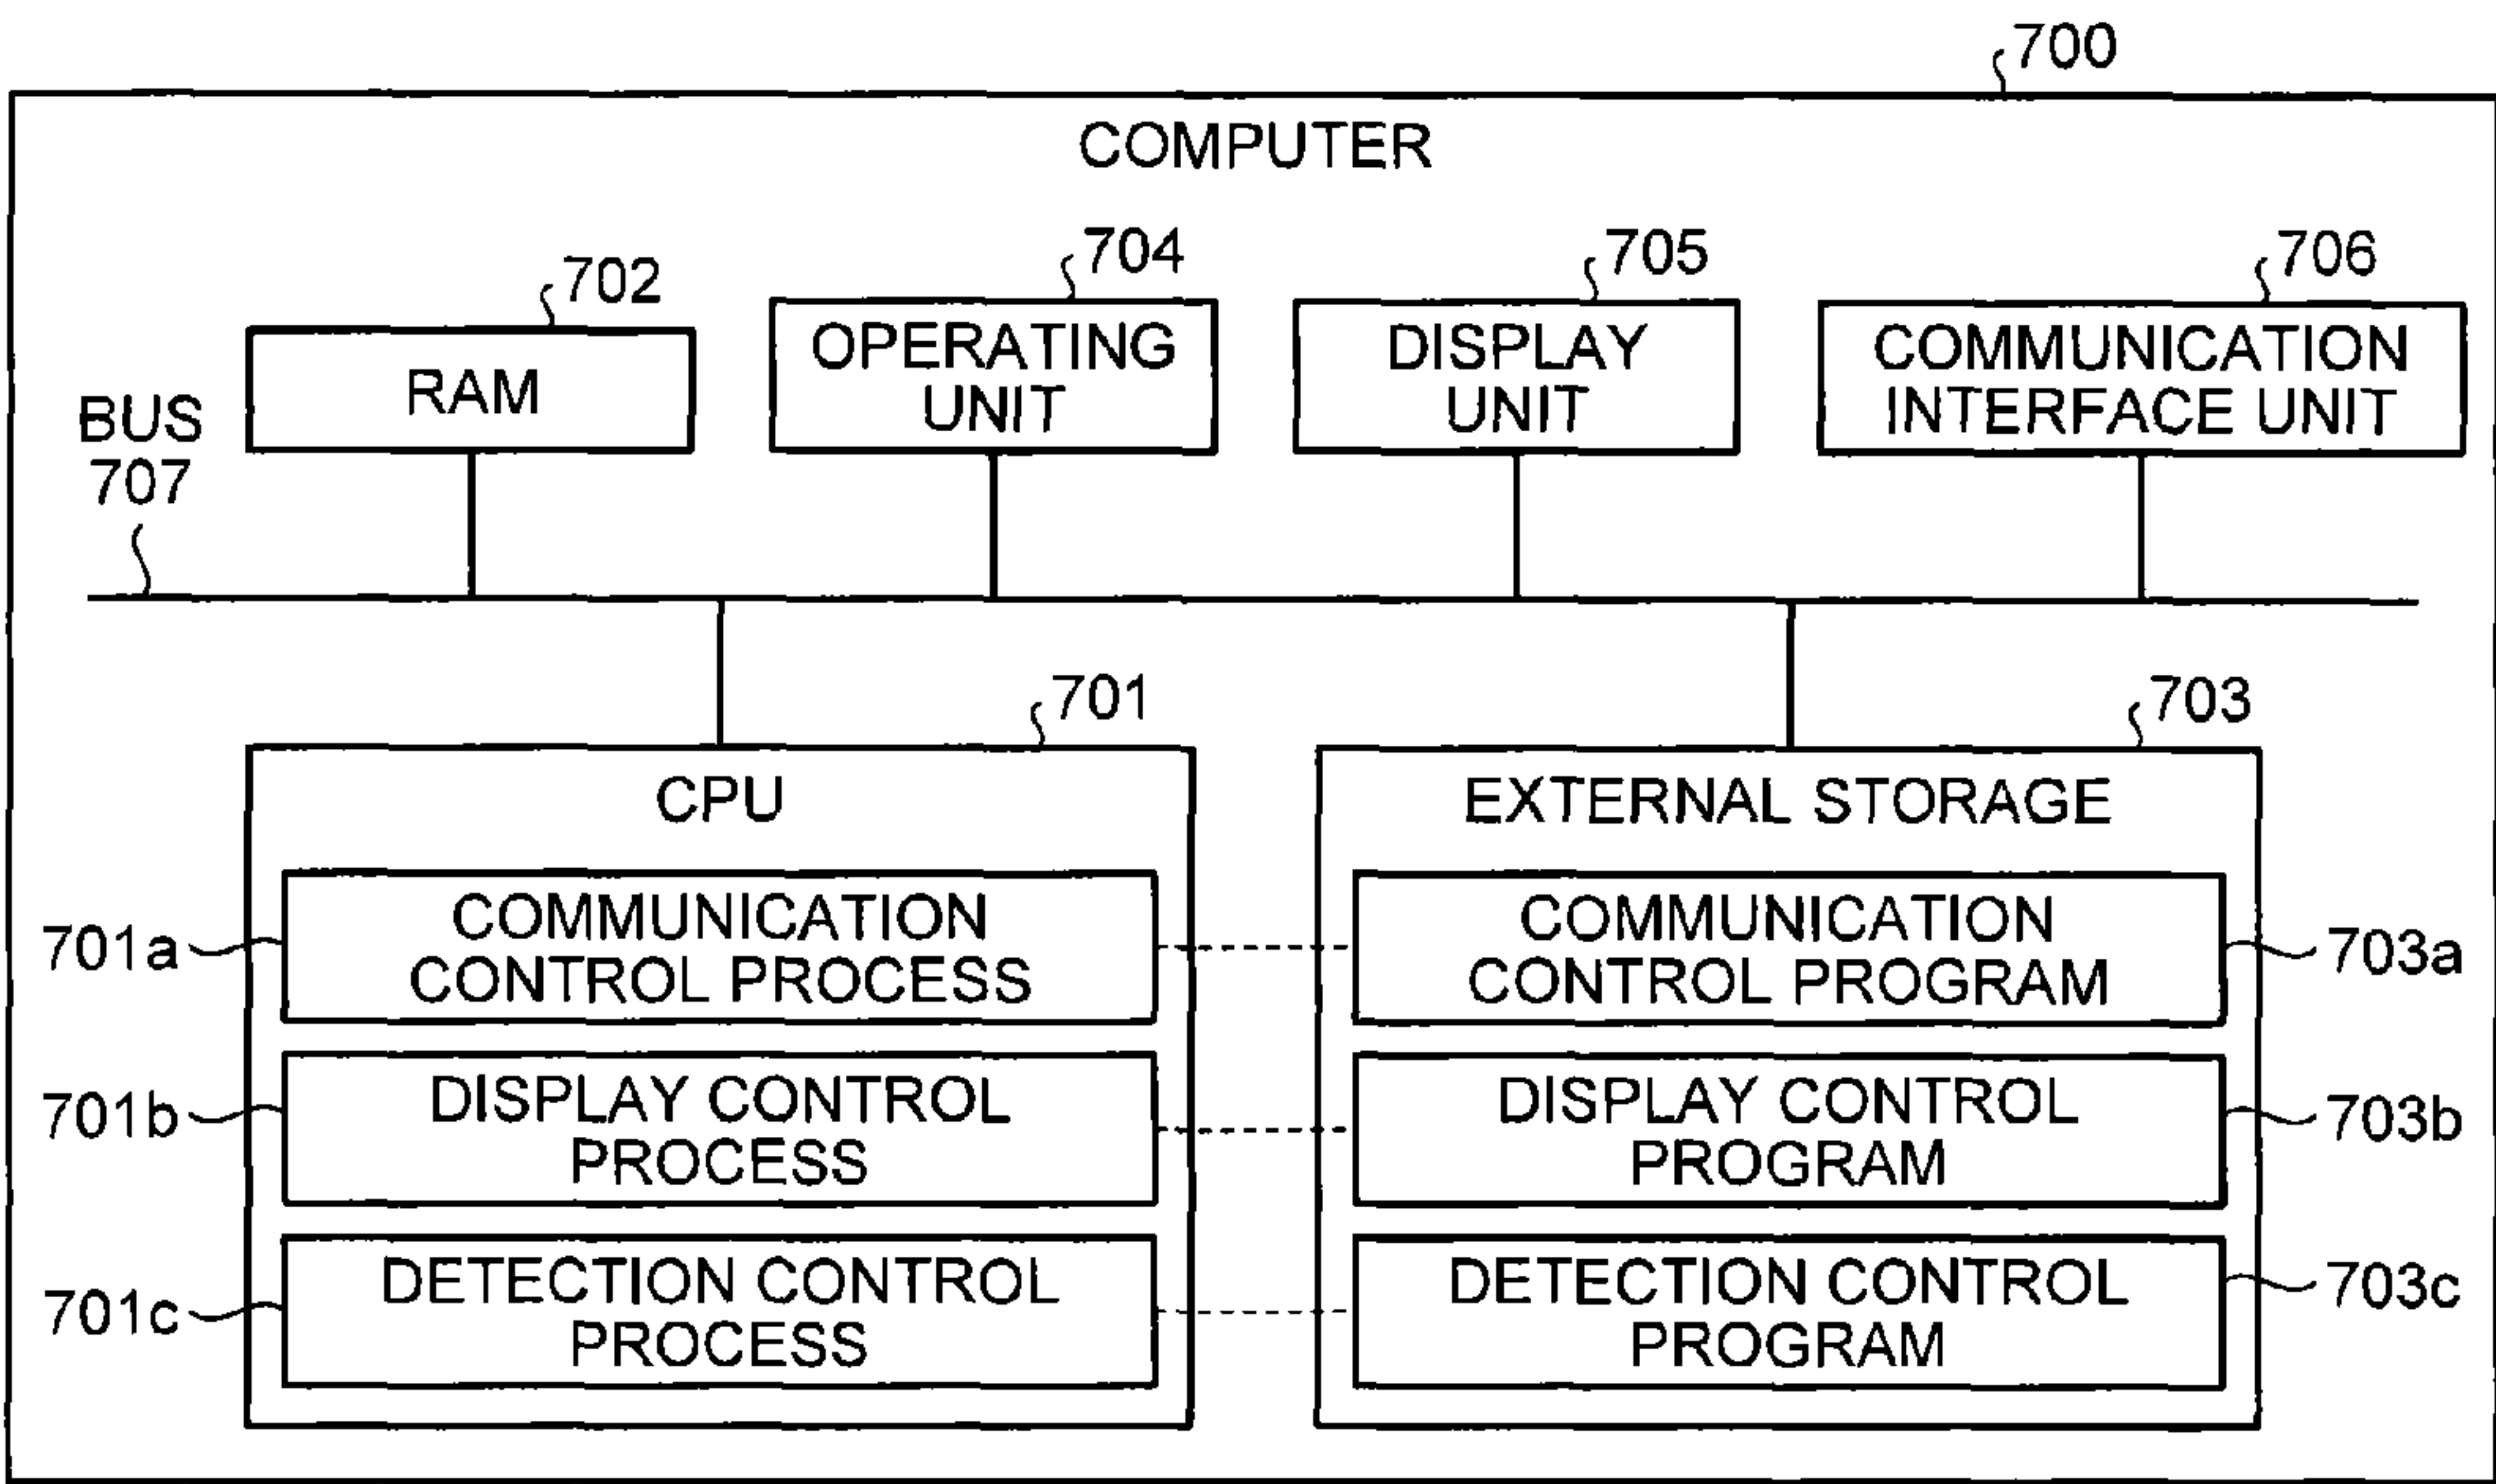 700
COMPUTER
702
704
705
706
RAM
OPERATING
UNIT
DISPLAY
UNIT
COMMUNICATION
INTERFACE UNIT
BUS
707
701
703
CPU
EXTERNAL STORAGE
701a
COMMUNICATION
CONTROL PROCESS
COMMUNICATION
CONTROL PROGRAM
703a
701b
DISPLAY CONTROL
PROCESS
DISPLAY CONTROL
PROGRAM
703b
701c
DETECTION CONTROL
PROCESS
DETECTION CONTROL
PROGRAM
703c